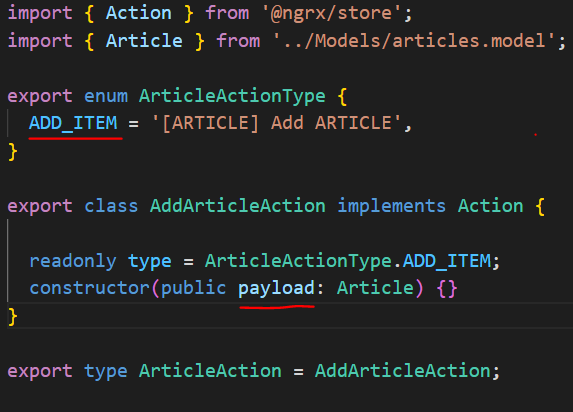 import { Action } from '@ngrx/store';
import { Article } from '../Models/articles.model';
export enum ArticleActionType {
ADD_ITEM = '[ARTICLE] Add ARTICLE',
}
export class AddArticleAction implements Action {
readonly type = ArticleActionType.ADD_ITEM;
constructor(public payload: Article) {}
}
export type ArticleAction = AddArticleAction;